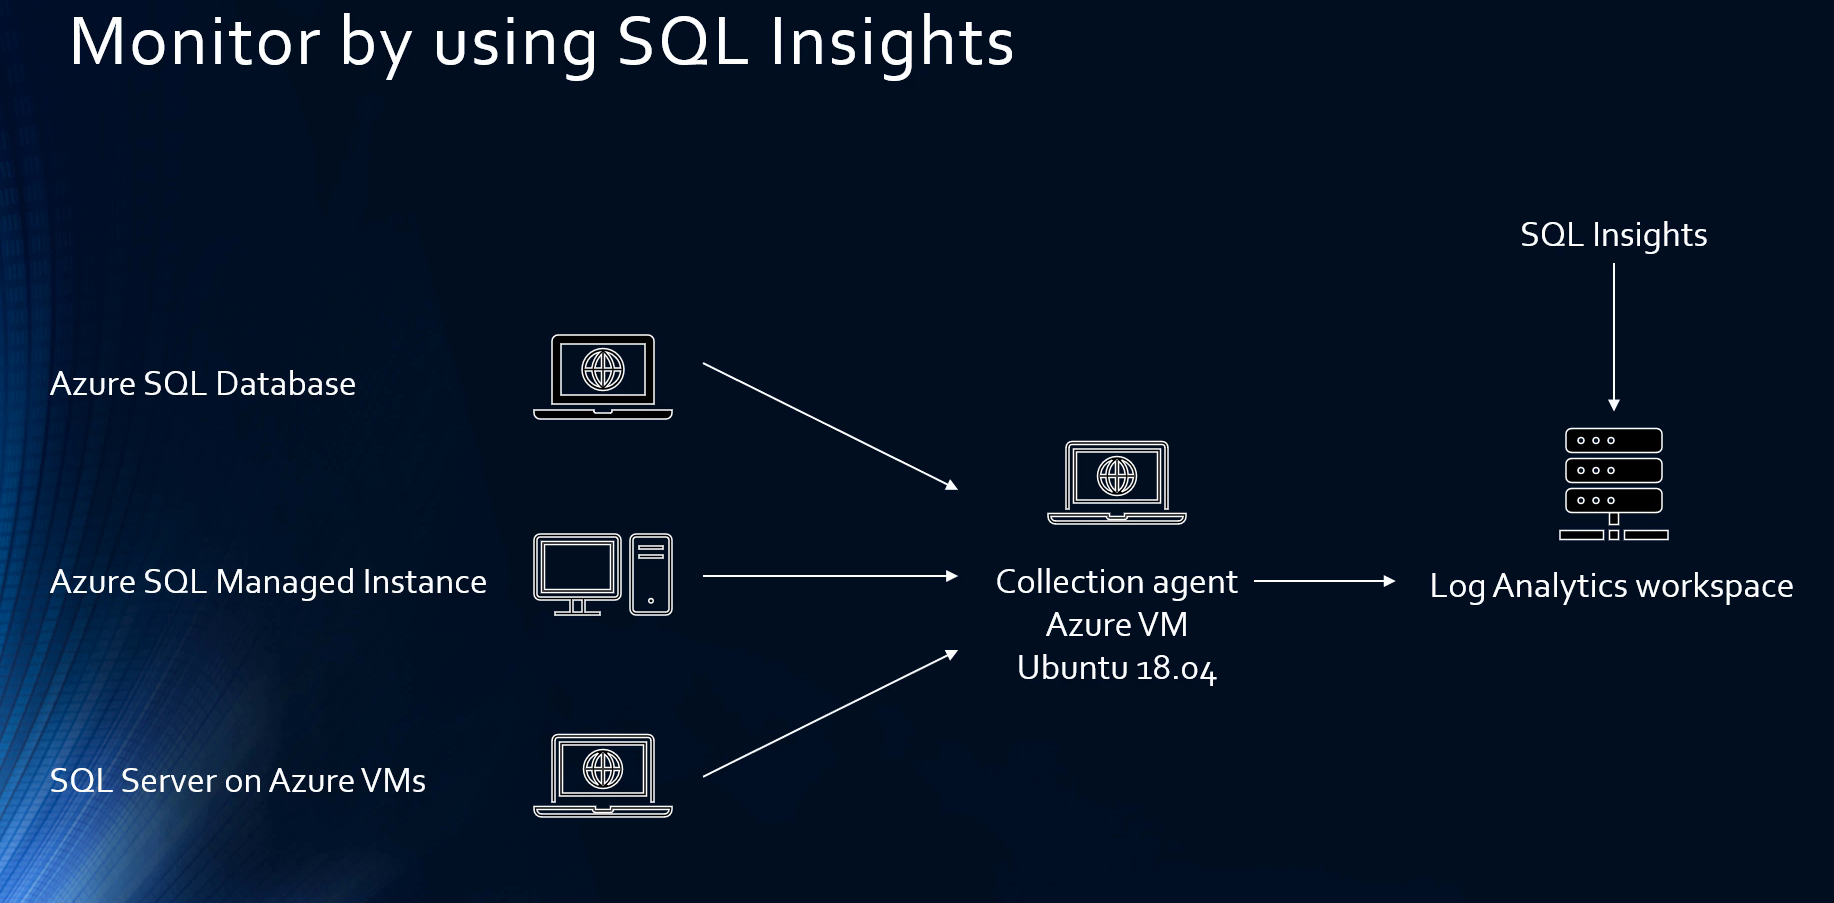 Monitor by using SQL Insights
SQL Insights
Azure SQL Database
Azure SQL Managed Instance
Collection agent
Azure VM
Ubuntu 18.04
Log Analytics workspace
SQL Server on Azure VMs